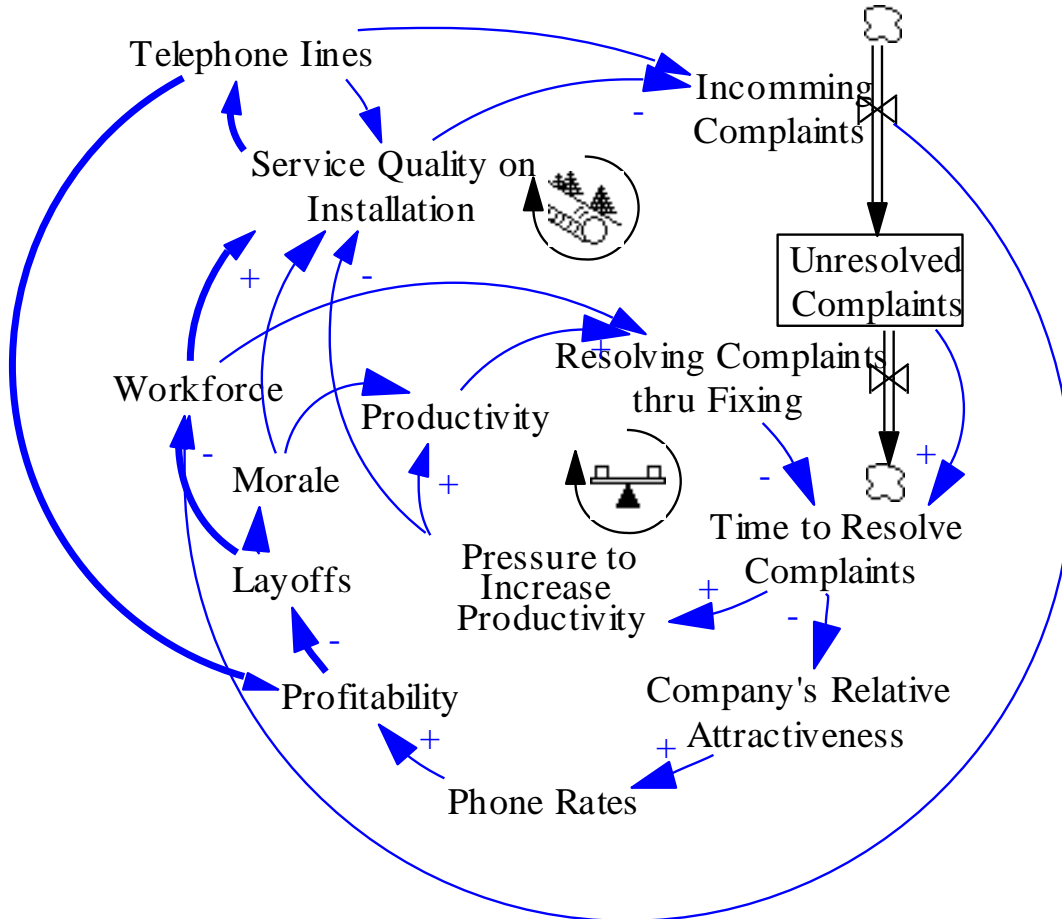 Telephone Iines
Incomming
Complaints
-
Service Quality on
Installation
+
-
Unresolved
Complaints
+
Resolving Complaints
thru Fixing
Workforce
Productivity
-
Morale
+
-
+
Time to Resolve
Complaints
Layoffs
Pressure to
Increase
Productivity
+
-
-
Profitability
Company's Relative
Attractiveness
+
+
Phone Rates